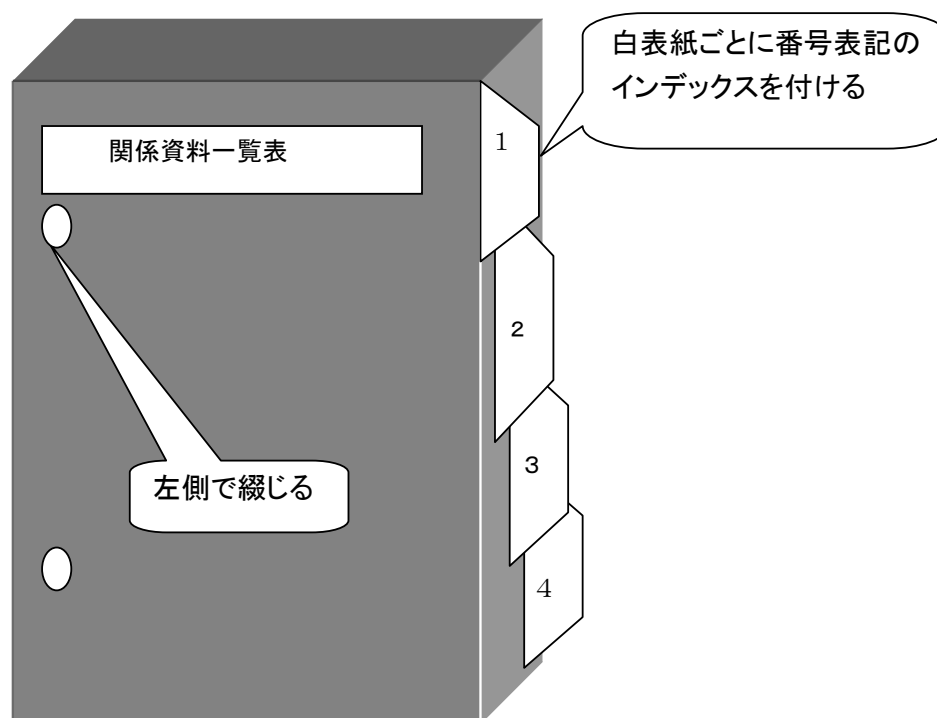 白表紙ごとに番号表記の
インデックスを付ける
関係資料一覧表
1
2
3
4
左側で綴じる